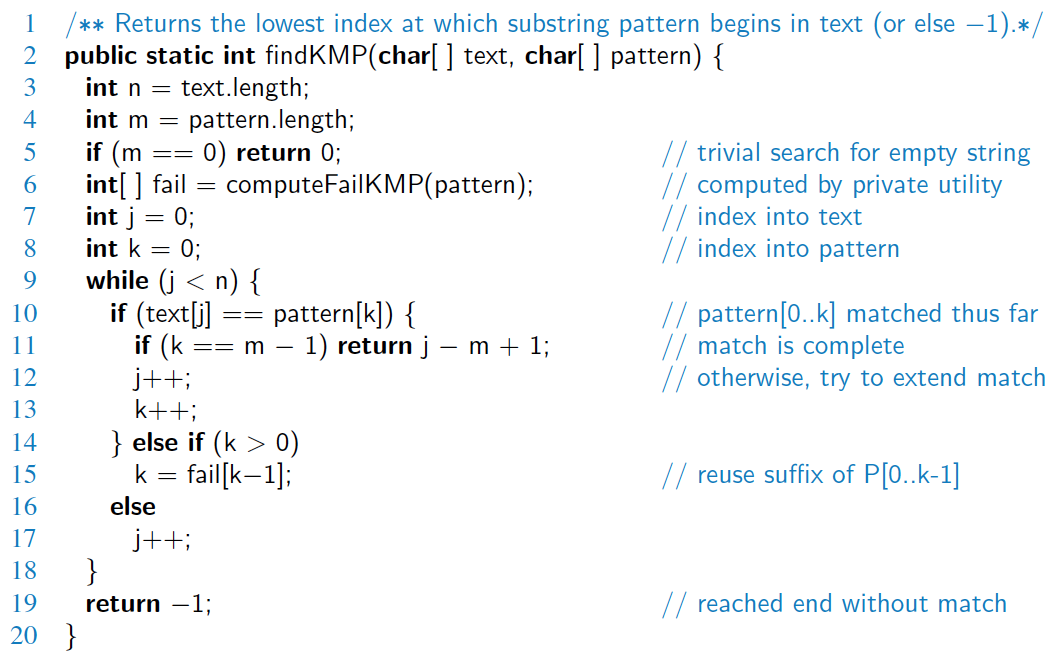 1 /** Returns the lowest index at which substring pattern begins in text (or else −1).*/
2 public static int findKMP(char[ ] text, char[ ] pattern) {
3 int n = text.length;
4 int m = pattern.length;
5 if (m == 0) return 0; // trivial search for empty string
6 int[ ] fail = computeFailKMP(pattern); // computed by private utility
7 int j = 0; // index into text
8 int k = 0; // index into pattern
9 while (j < n) {
10 if (text[j] == pattern[k]) { // pattern[0..k] matched thus far
11 if (k == m − 1) return j − m + 1; // match is complete
12 j++; // otherwise, try to extend match
13 k++;
14 } else if (k > 0)
15 k = fail[k−1]; // reuse suffix of P[0..k-1]
16 else
17 j++;
18 }
19 return −1; // reached end without match
20 }